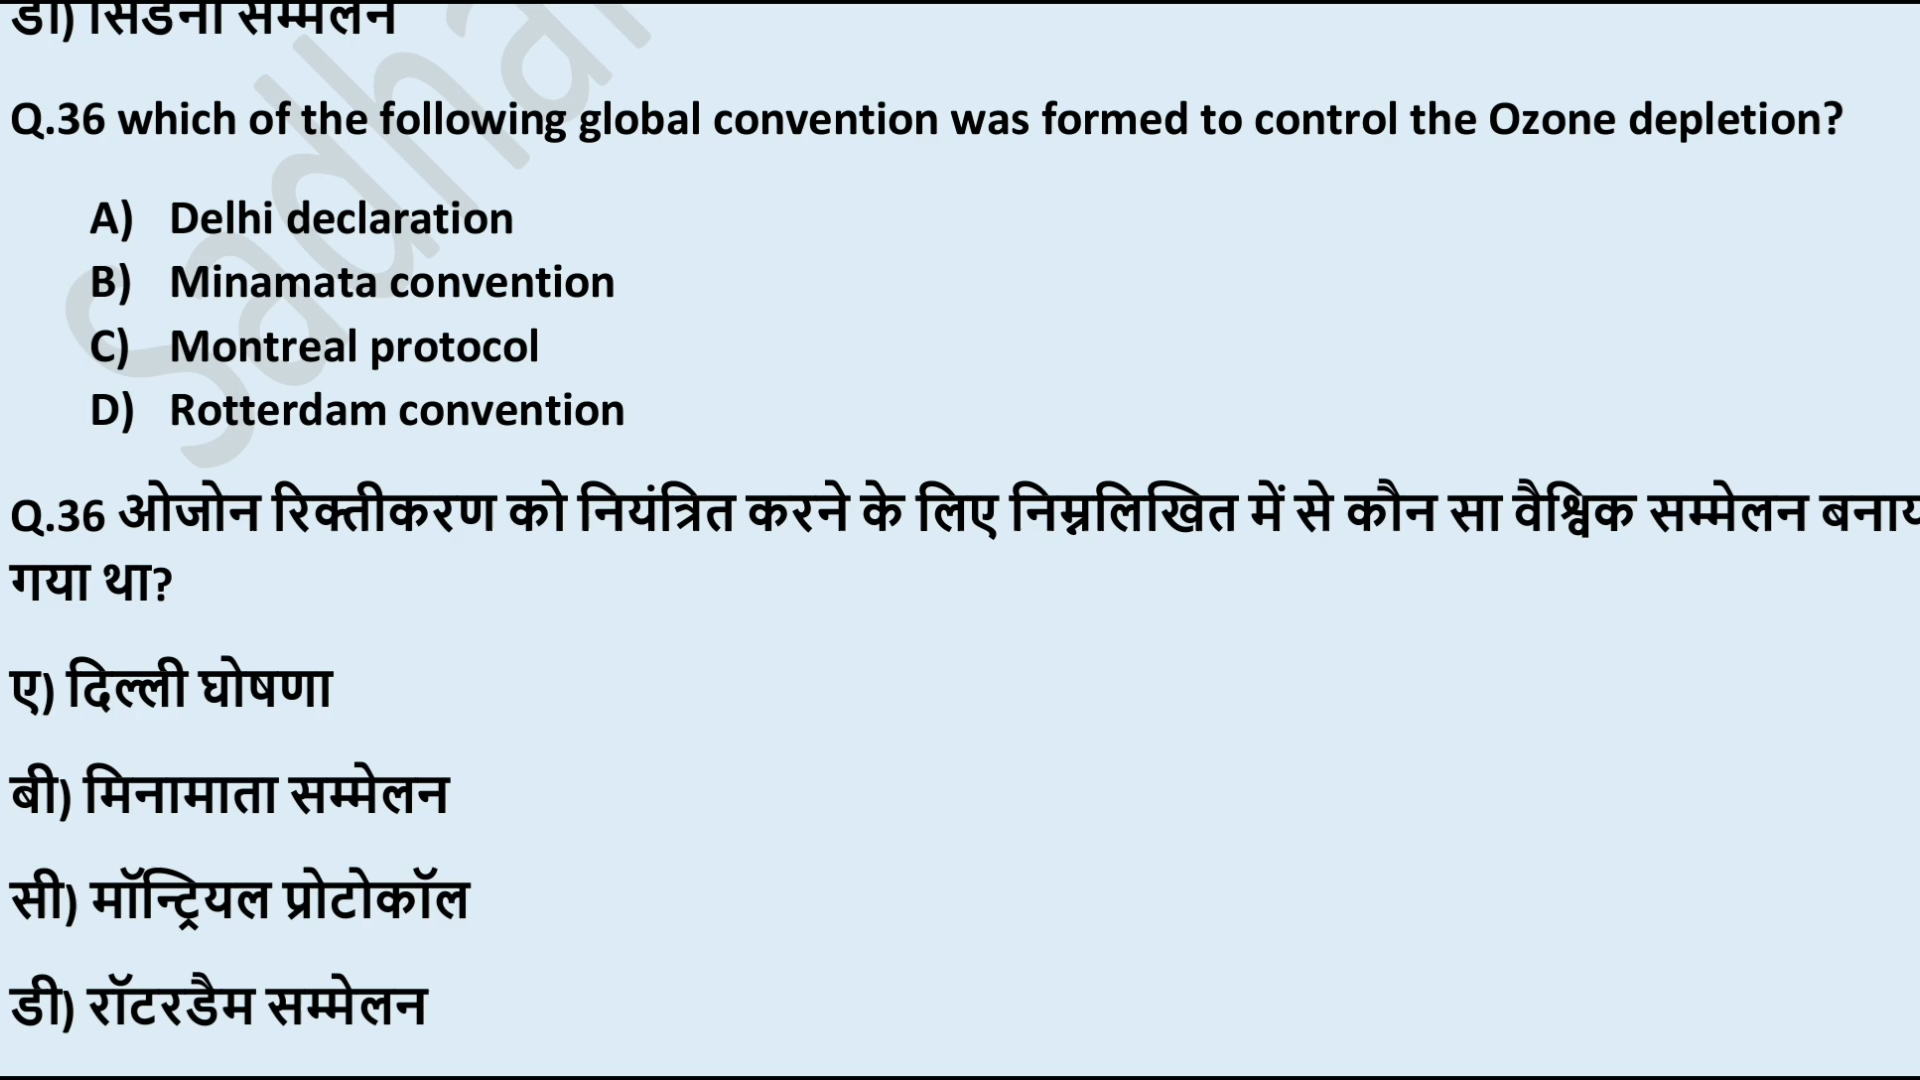 डी) सिडनी सम्मेलन
Q.36 which of the following global convention was formed to control the Ozone depletion?
A) Delhi declaration
B) Minamata convention
C) Montreal protocol
D) Rotterdam convention
Q.36 ओजोन रिक्तीकरण को नियंत्रित करने के लिए निम्नलिखित में से कौन सा वैश्विक सम्मेलन
गया था?
ए) दिल्ली घोषणा
बी) मिनामाता सम्मेलन
सी) मॉन्ट्रियल प्रोटोकॉल
डी) रॉटरडैम सम्मेलन